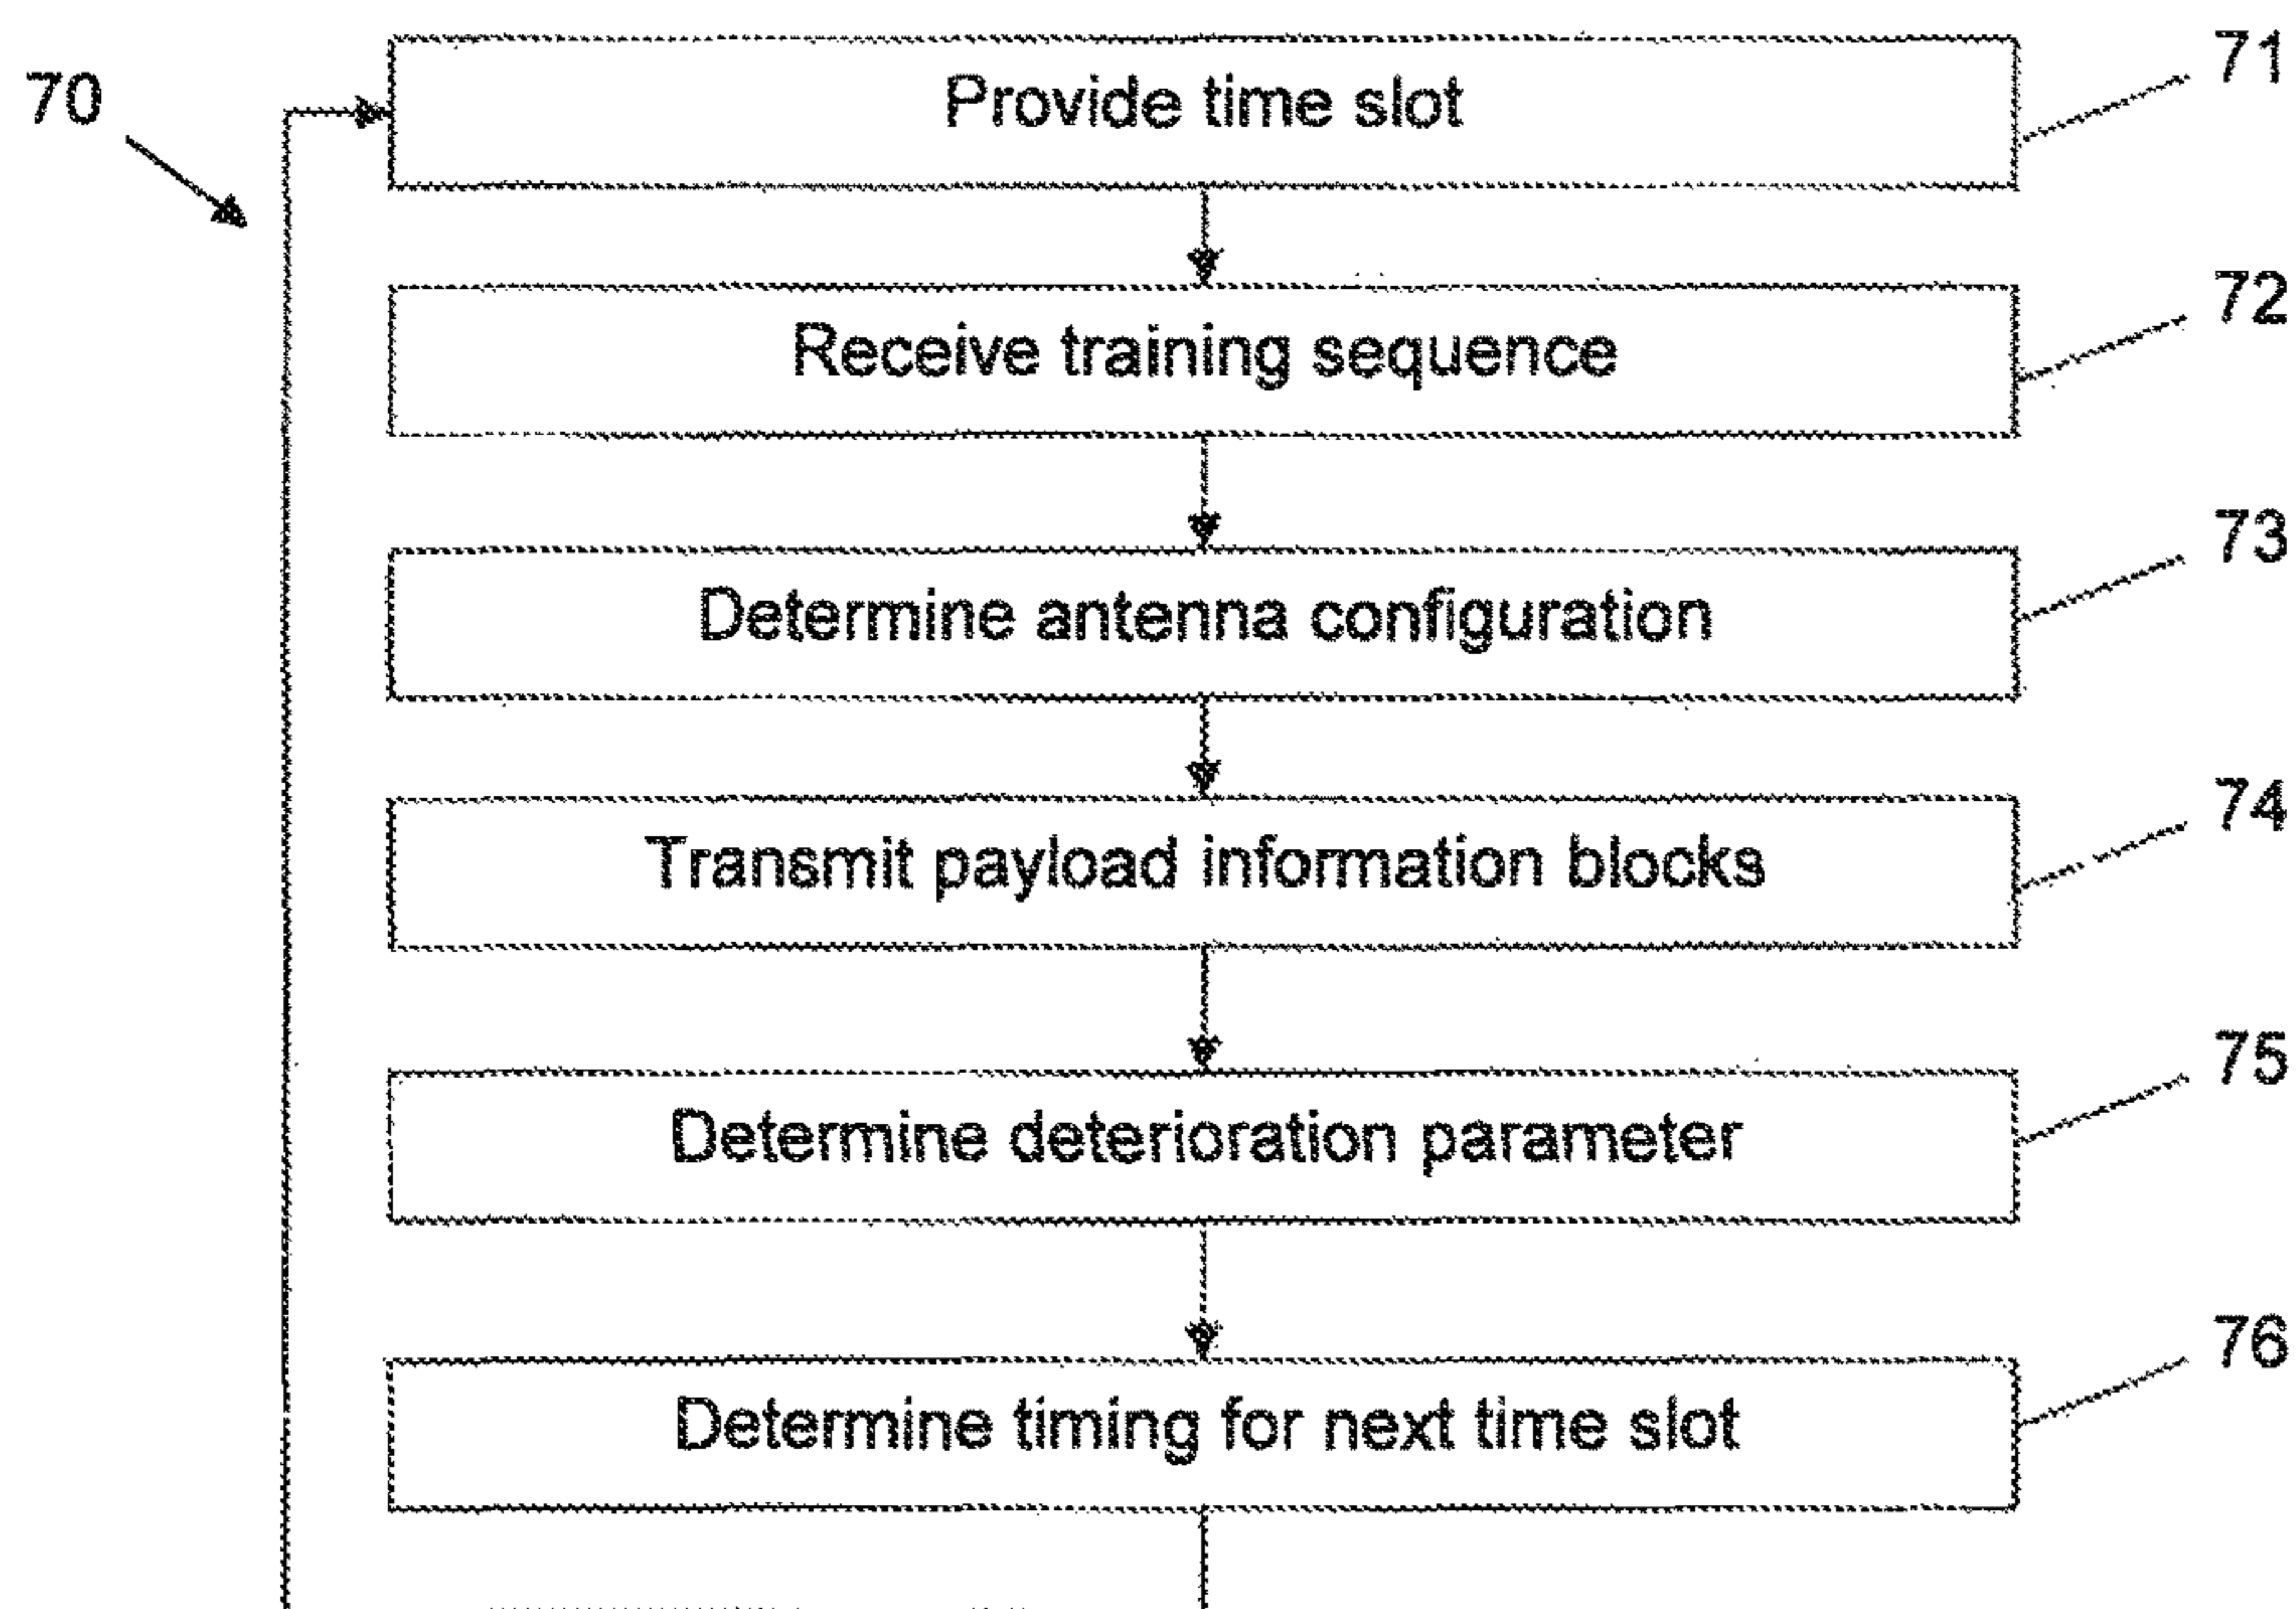 70
Provide time slot
71
Receive training sequence
72
Determine antenna configuration
73
Transmit payload information blocks
74
Determine deterioration parameter
75
Determine timing for next time slot
76